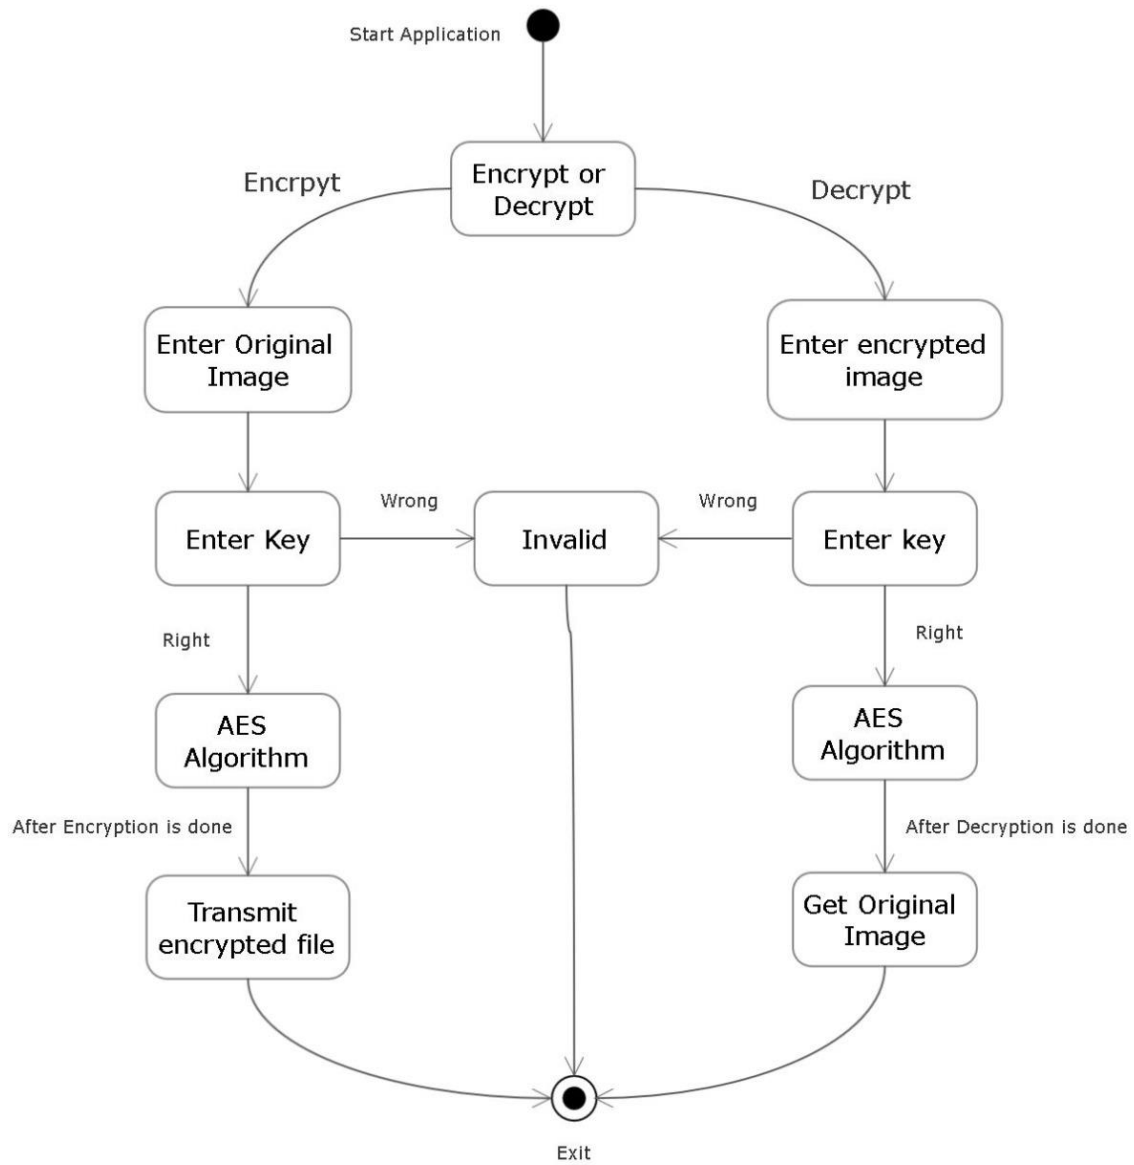 Start Application
Encrypt or
Decrypt
Encrpyt
Decrypt
Enter Original
Image
Enter encrypted
image
Enter Key
Wrong
Invalid
Wrong
Enter key
Right
Right
AES
Algorithm
AES
Algorithm
After Encryption is done
After Decryption is done
Transmit
encrypted file
Get Original
Image
Exit